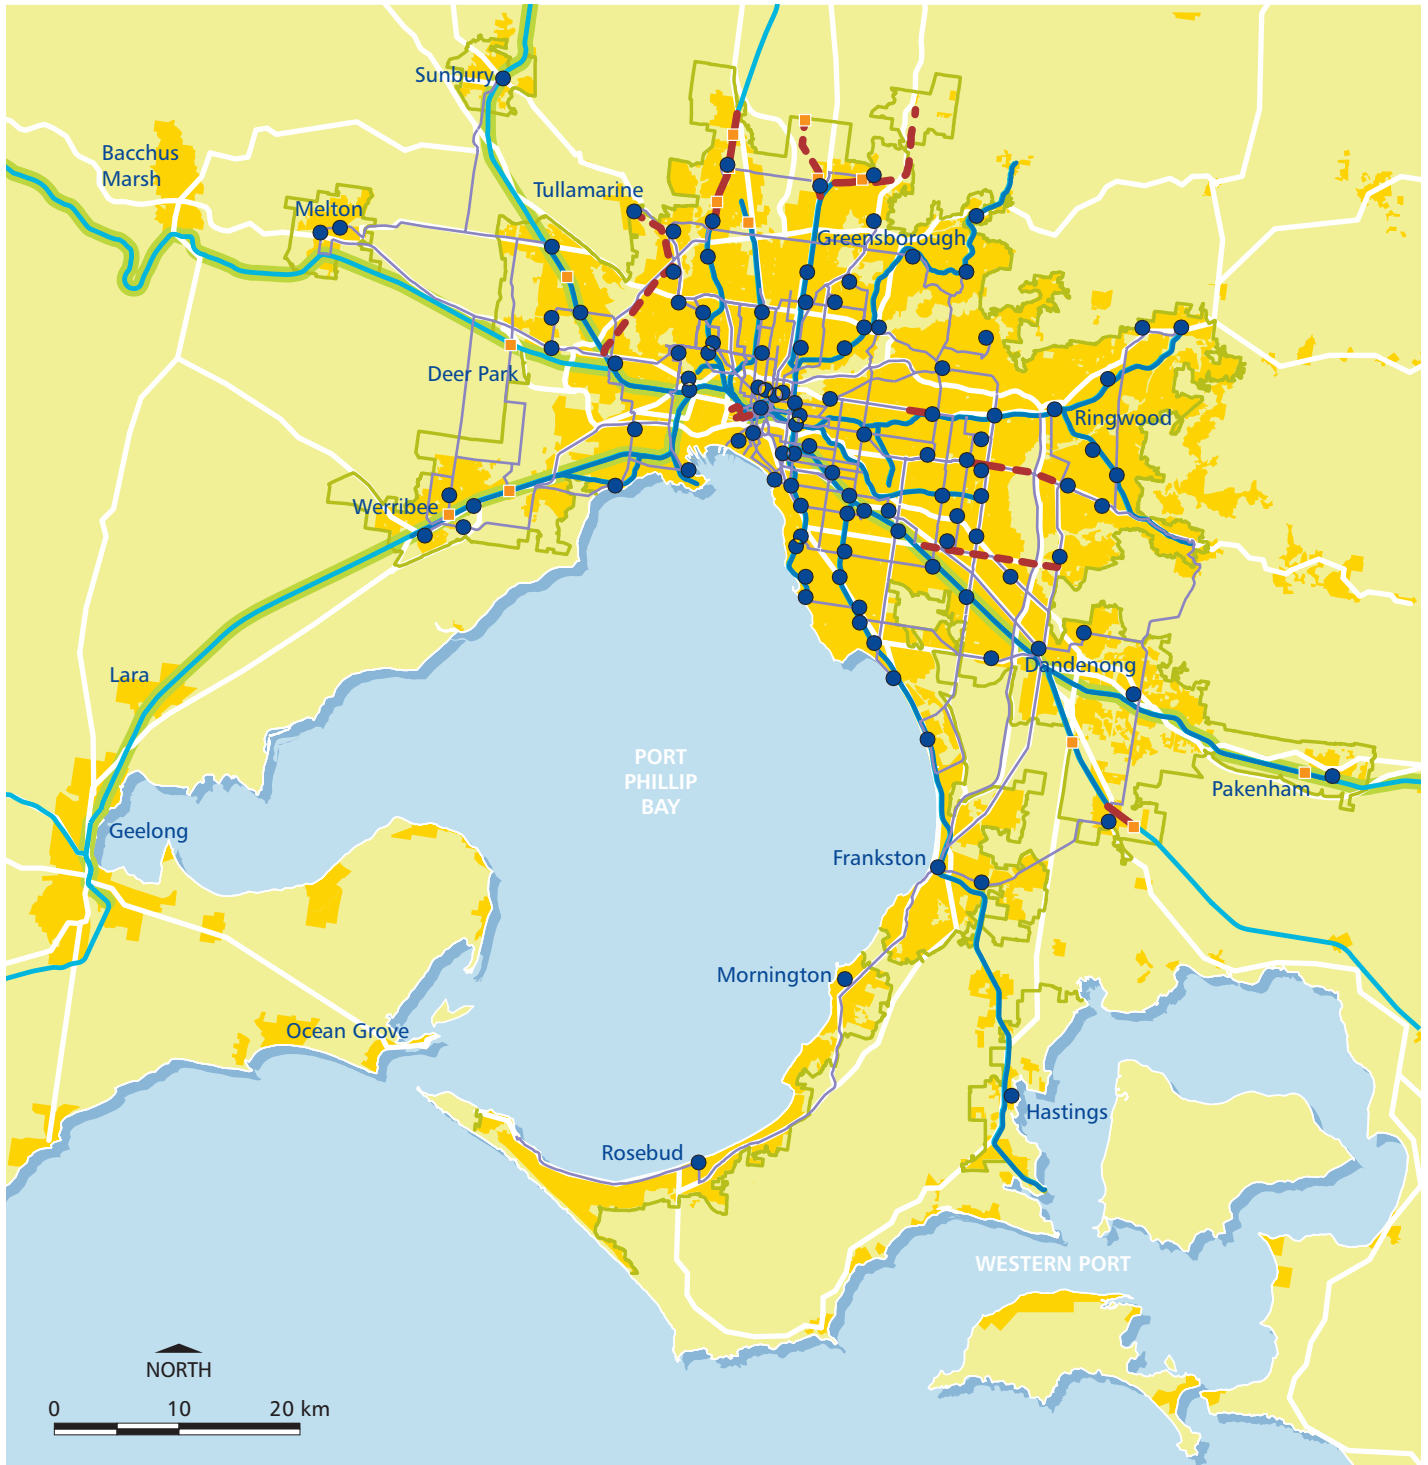 Sunbury
Bacchus
Marsh
Tullamarine
Melton
Greensborough
Deer Park
Ringwood
Werribee
Lara
Dandenong
PORT
PHILLIP
BAY
Pakenham
Geelong
Frankston
Mornington
Ocean Grove
Hastings
Rosebud
WESTERN PORT
NORTH
0 10 20 km